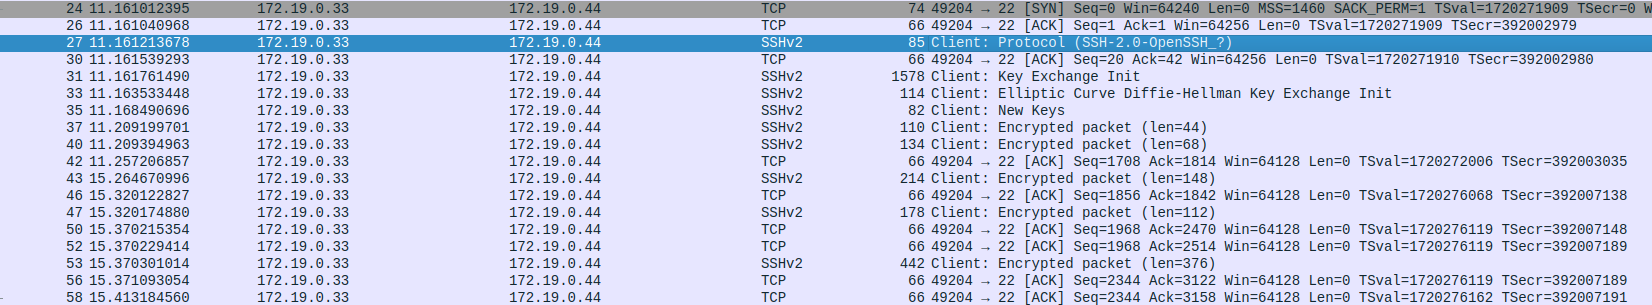 24 11.161012395 172.19.0.33 172.19.0.44 TCP 74 49204 → 22 [SYN] Seq=0 Win=64240 Len=0 MSS=1460 SACK_PERM=1 TSval=1720271909 TSecr=0 W
26 11.161040968 172.19.0.33 172.19.0.44 TCP 66 49204 → 22 [ACK] Seq=1 Ack=1 Win=64256 Len=0 TSval=1720271909 TSecr=392002979
27 11.161213678 172.19.0.33 172.19.0.44 SSHv2 85 Client: Protocol (SSH-2.0-OpenSSH_?)
30 11.161539293 172.19.0.33 172.19.0.44 TCP 66 49204 → 22 [ACK] Seq=20 Ack=42 Win=64256 Len=0 TSval=1720271910 TSecr=392002980
31 11.161761490 172.19.0.33 172.19.0.44 SSHv2 1578 Client: Key Exchange Init
33 11.163533448 172.19.0.33 172.19.0.44 SSHv2 114 Client: Elliptic Curve Diffie-Hellman Key Exchange Init
35 11.168490696 172.19.0.33 172.19.0.44 SSHv2 82 Client: New Keys
37 11.209199701 172.19.0.33 172.19.0.44 SSHv2 110 Client: Encrypted packet (len=44)
40 11.209394963 172.19.0.33 172.19.0.44 SSHv2 134 Client: Encrypted packet (len=68)
42 11.257206857 172.19.0.33 172.19.0.44 TCP 66 49204 → 22 [ACK] Seq=1708 Ack=1814 Win=64128 Len=0 TSval=1720272006 TSecr=392003035
43 15.264670996 172.19.0.33 172.19.0.44 SSHv2 214 Client: Encrypted packet (len=148)
46 15.320122827 172.19.0.33 172.19.0.44 TCP 66 49204 → 22 [ACK] Seq=1856 Ack=1842 Win=64128 Len=0 TSval=1720276068 TSecr=392007138
47 15.320174880 172.19.0.33 172.19.0.44 SSHv2 178 Client: Encrypted packet (len=112)
50 15.370215354 172.19.0.33 172.19.0.44 TCP 66 49204 → 22 [ACK] Seq=1968 Ack=2470 Win=64128 Len=0 TSval=1720276119 TSecr=392007148
52 15.370229414 172.19.0.33 172.19.0.44 TCP 66 49204 → 22 [ACK] Seq=1968 Ack=2514 Win=64128 Len=0 TSval=1720276119 TSecr=392007189
53 15.370301014 172.19.0.33 172.19.0.44 SSHv2 442 Client: Encrypted packet (len=376)
56 15.371093054 172.19.0.33 172.19.0.44 TCP 66 49204 → 22 [ACK] Seq=2344 Ack=3122 Win=64128 Len=0 TSval=1720276119 TSecr=392007189
58 15.413184560 172.19.0.33 172.19.0.44 TCP 66 49204 → 22 [ACK] Seq=2344 Ack=3158 Win=64128 Len=0 TSval=1720276162 TSecr=392007191